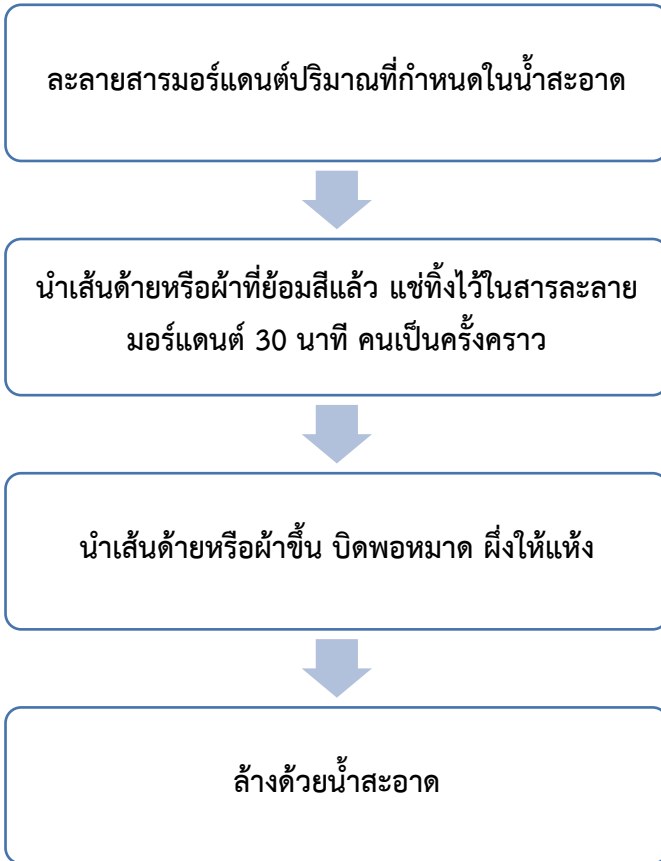 ละลายสารมอร์แดนต์ปริมาณที่กำหนดในน้ำสะอาด
นำเส้นด้ายหรือผ้าที่ย้อมสีแล้ว แช่ทิ้งไว้ในสารละลาย
มอร์แดนต์ 30 นาที คนเป็นครั้งคราว
นำเส้นด้ายหรือผ้าขึ้น บิดพอหมาด ผึ่งให้แห้ง
ล้างด้วยน้ำสะอาด